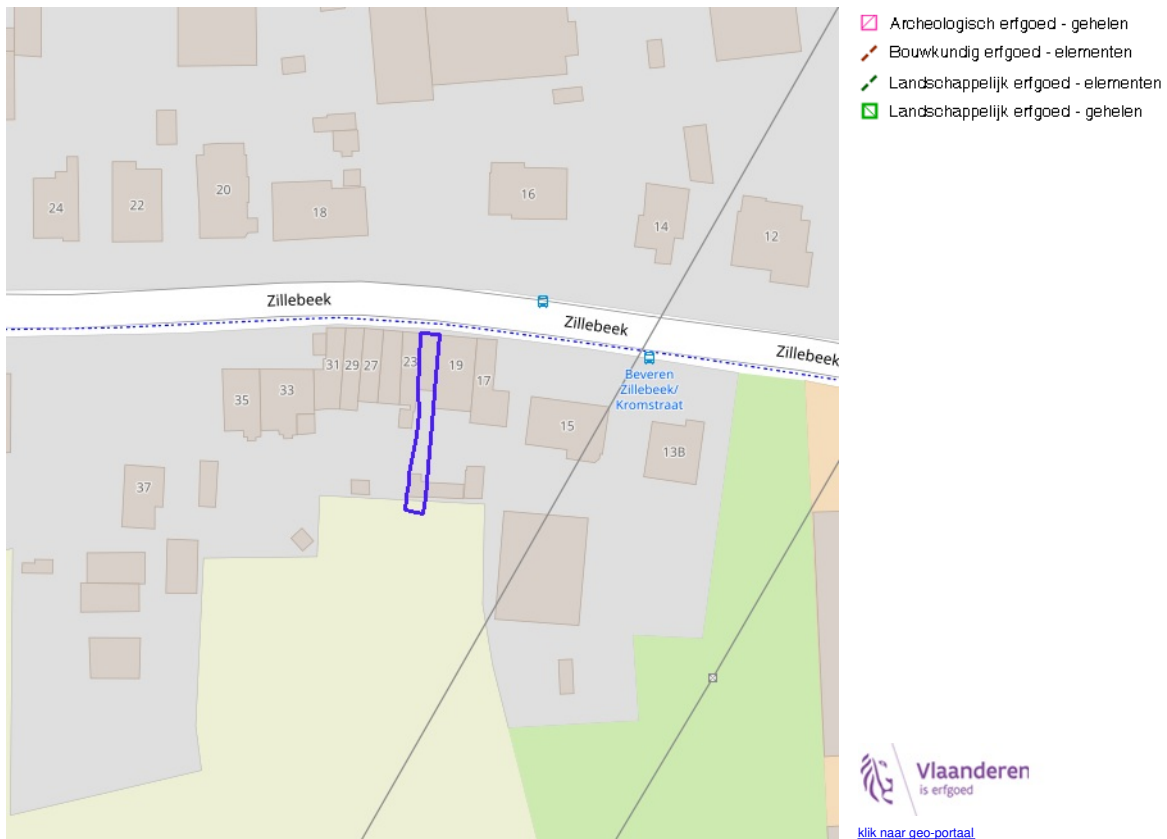 Archeologisch erfgoed - gehelen
Bouwkundig erfgoed - elementen
Landschappelijk erfgoed - elementen
Landschappelijk erfgoed - gehelen
24
22
20
18
16
14
12
Zillebeek
Zillebeek
Zillebeek
Beveren
Zillebeek/
Kromstraat
31
29
27
23
19
17
35
33
15
13B
37
Vlaanderen
is erfgoed
klik naar geo-portaal